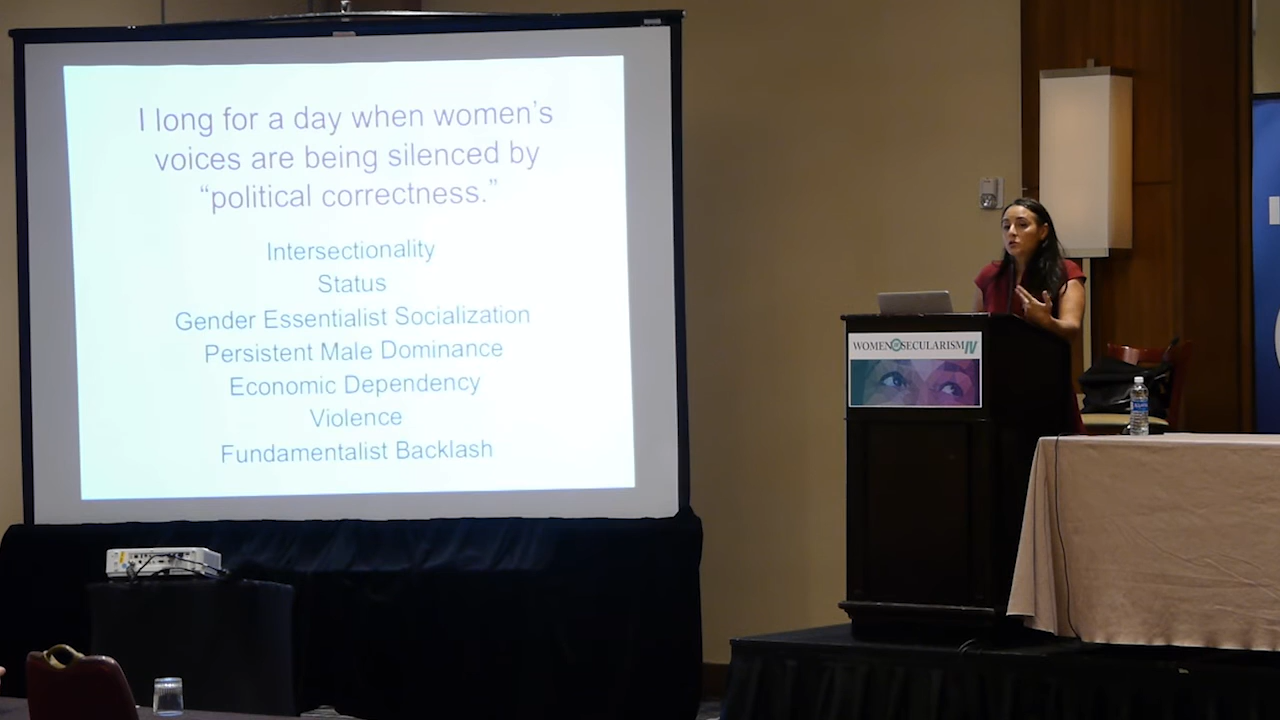 I long for a day when women's
voices are being silenced by
“political correctness.”
Intersectionality
Status
Gender Essentialist Socialization
Persistent Male Dominance
Economic Dependency
Violence
Fundamentalist Backlash
WOMEN IN SECULARISM IV